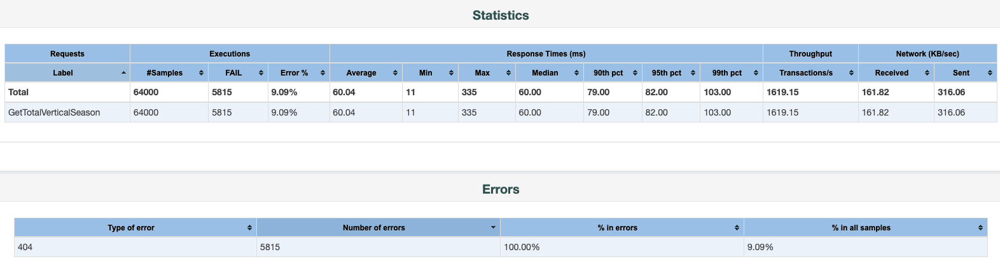 Statistics
Requests Executions Response Times (ms) Throughput Network (KB/sec)
Label #Samples FAIL Error % Average Min Max Median 90th pct 95th pct 99th pct Transactions/s Received Sent
Total 64000 5815 9.09% 60.04 11 335 60.00 79.00 82.00 103.00 1619.15 161.82 316.06
GetTotalVerticalSeason 64000 5815 9.09% 60.04 11 335 60.00 79.00 82.00 103.00 1619.15 161.82 316.06
Errors
Type of error Number of errors % in errors % in all samples
404 5815 100.00% 9.09%